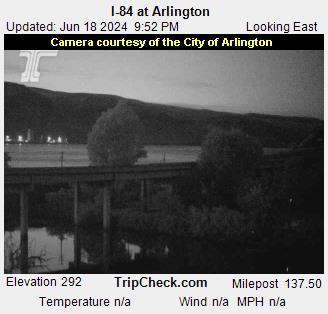 I-84 at Arlington
Updated: Jun 18 2024 9:52 PM Looking East
Camera courtesy of the City of Arlington
Elevation 292 TripCheck.com Milepost 137.50
Temperature n/a Wind n/a MPH n/a